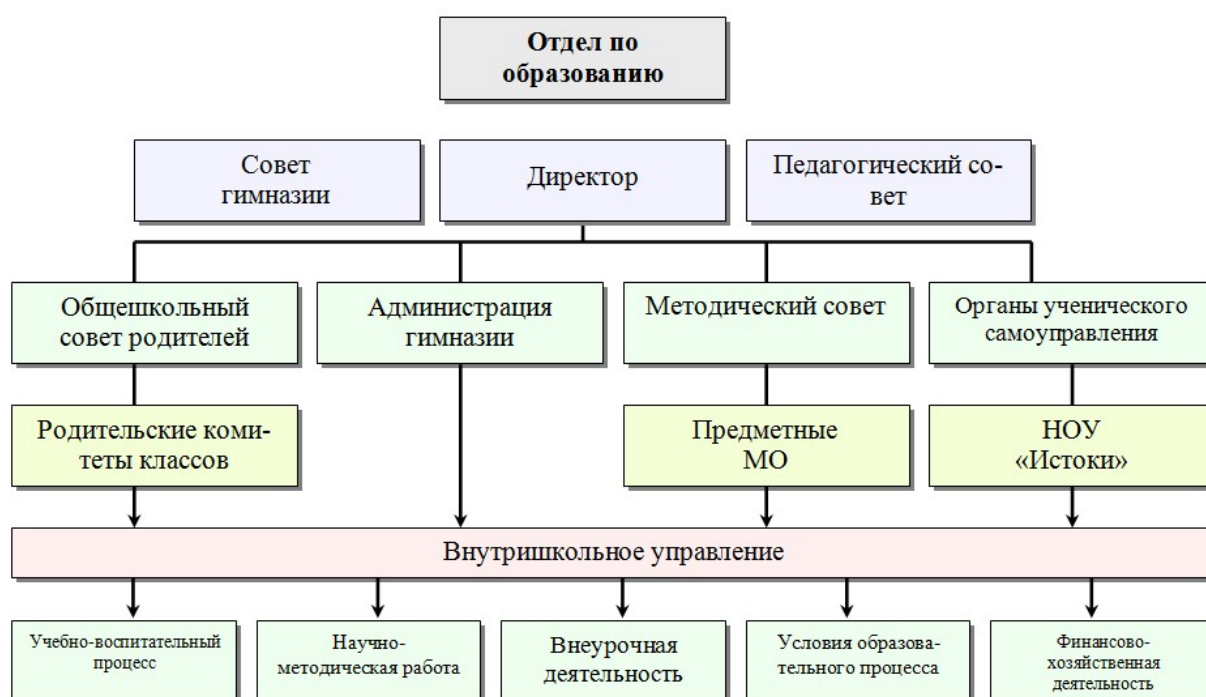 Отдел по
образованию
Совет
гимназии
Директор
Педагогический со-
вет
Общешкольный
совет родителей
Администрация
гимназии
Методический совет
Органы ученического
самоуправления
Родительские коми-
теты классов
Предметные
МО
НОУ
«Истоки»
Внутришкольное управление
Учебно-воспитательный
процесс
Научно-
методическая работа
Внеурочная
деятельность
Условия образова-
тельного процесса
Финансово-
хозяйственная
деятельность